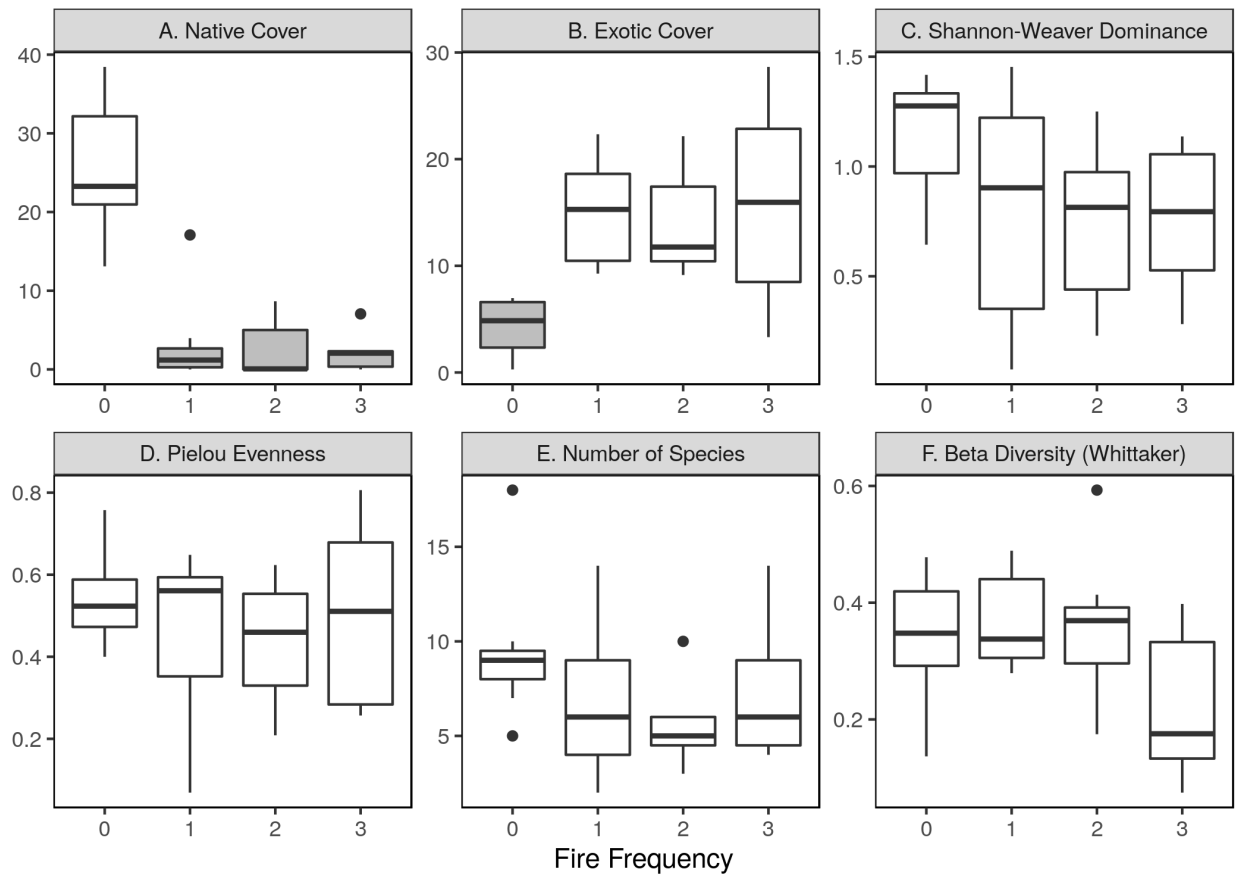 A. Native Cover
B. Exotic Cover
C. Shannon-Weaver Dominance
40
30
20
10
0
0 1 2 3
30
20
10
0
0 1 2 3
1.5
1.0
0.5
0 1 2 3
D. Pielou Evenness
E. Number of Species
F. Beta Diversity (Whittaker)
0.8
0.6
0.4
0.2
0 1 2 3
15
10
5
0 1 2 3
0.6
0.4
0.2
0 1 2 3
Fire Frequency